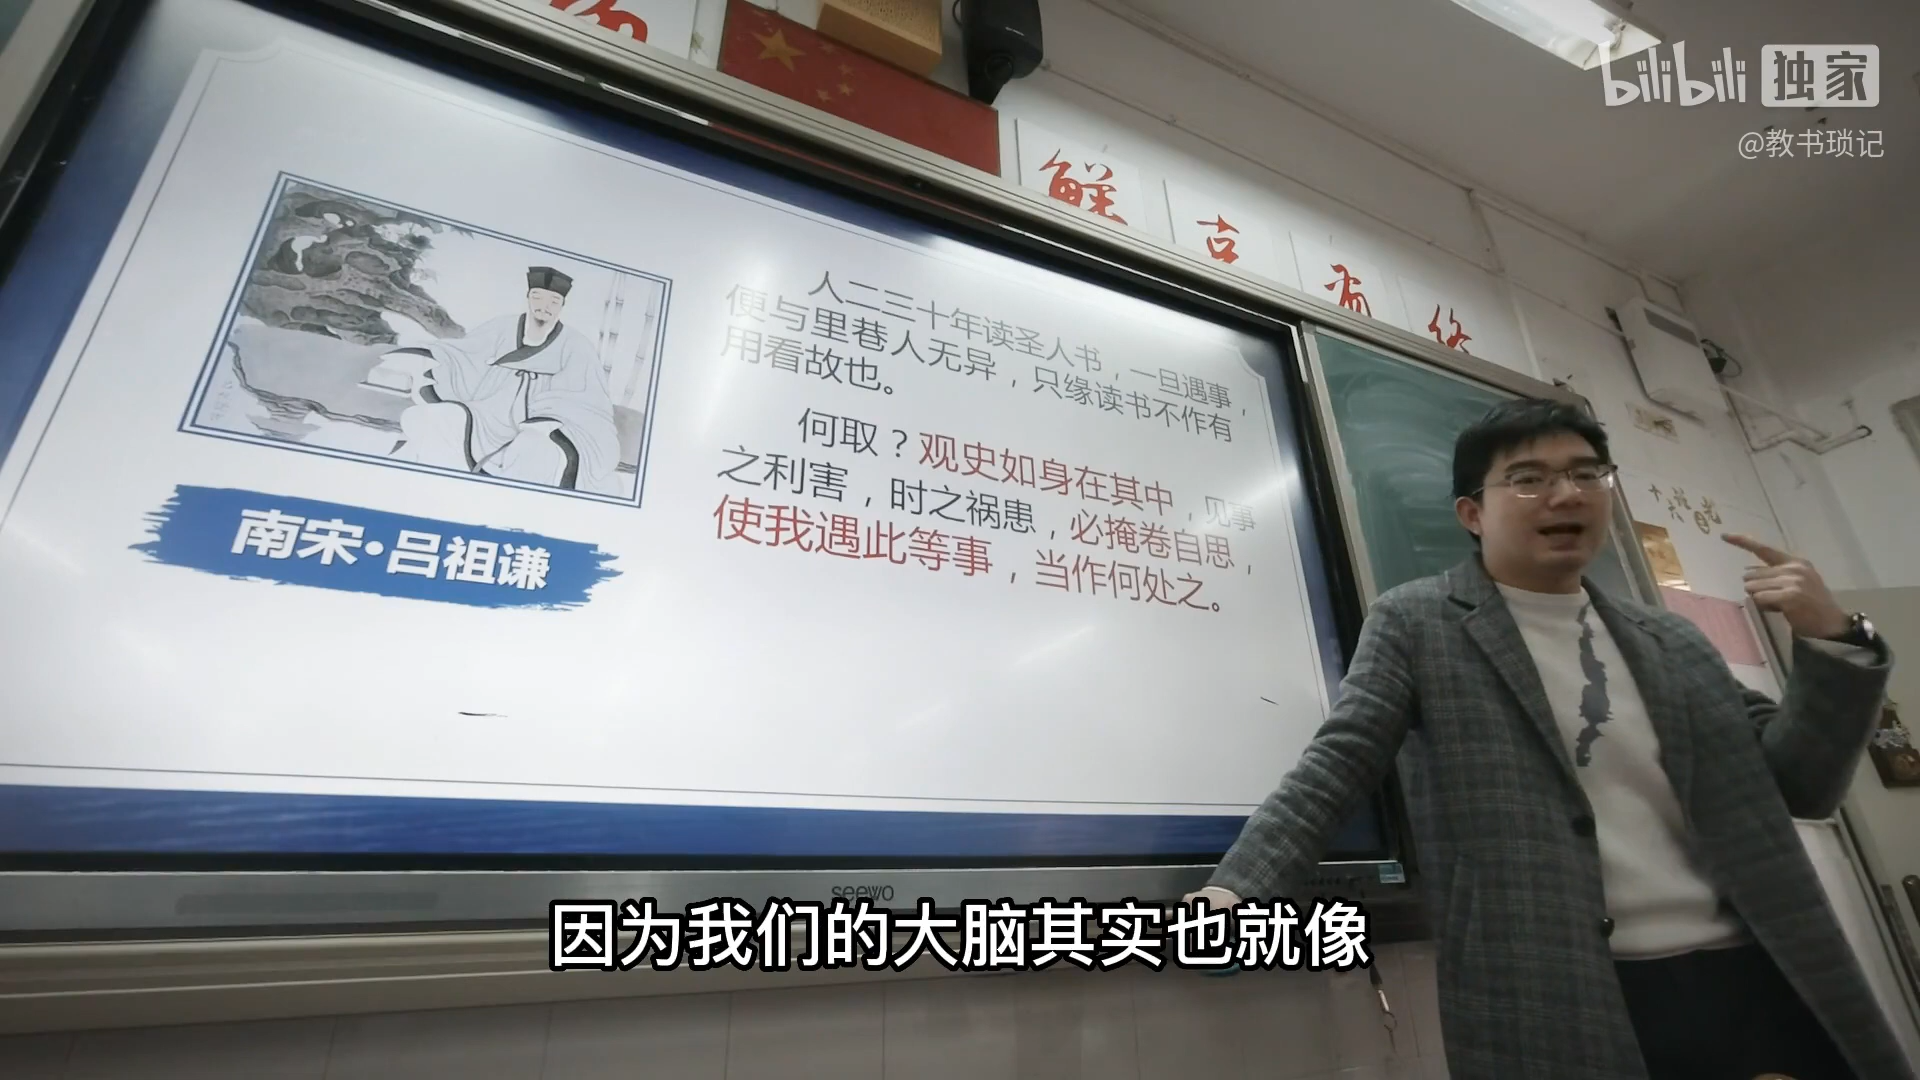 bilibili 独家
@教书琐记
鲜 克 有 终
人二三十年读圣人书，一旦遇事，
便与里巷人无异，只缘读书不作有
用看故也。
何取？观史如身在其中，见事
之利害，时之祸患，必掩卷自思，
使我遇此等事，当作何处之。
南宋·吕祖谦
seewo
因为我们的大脑其实也就像